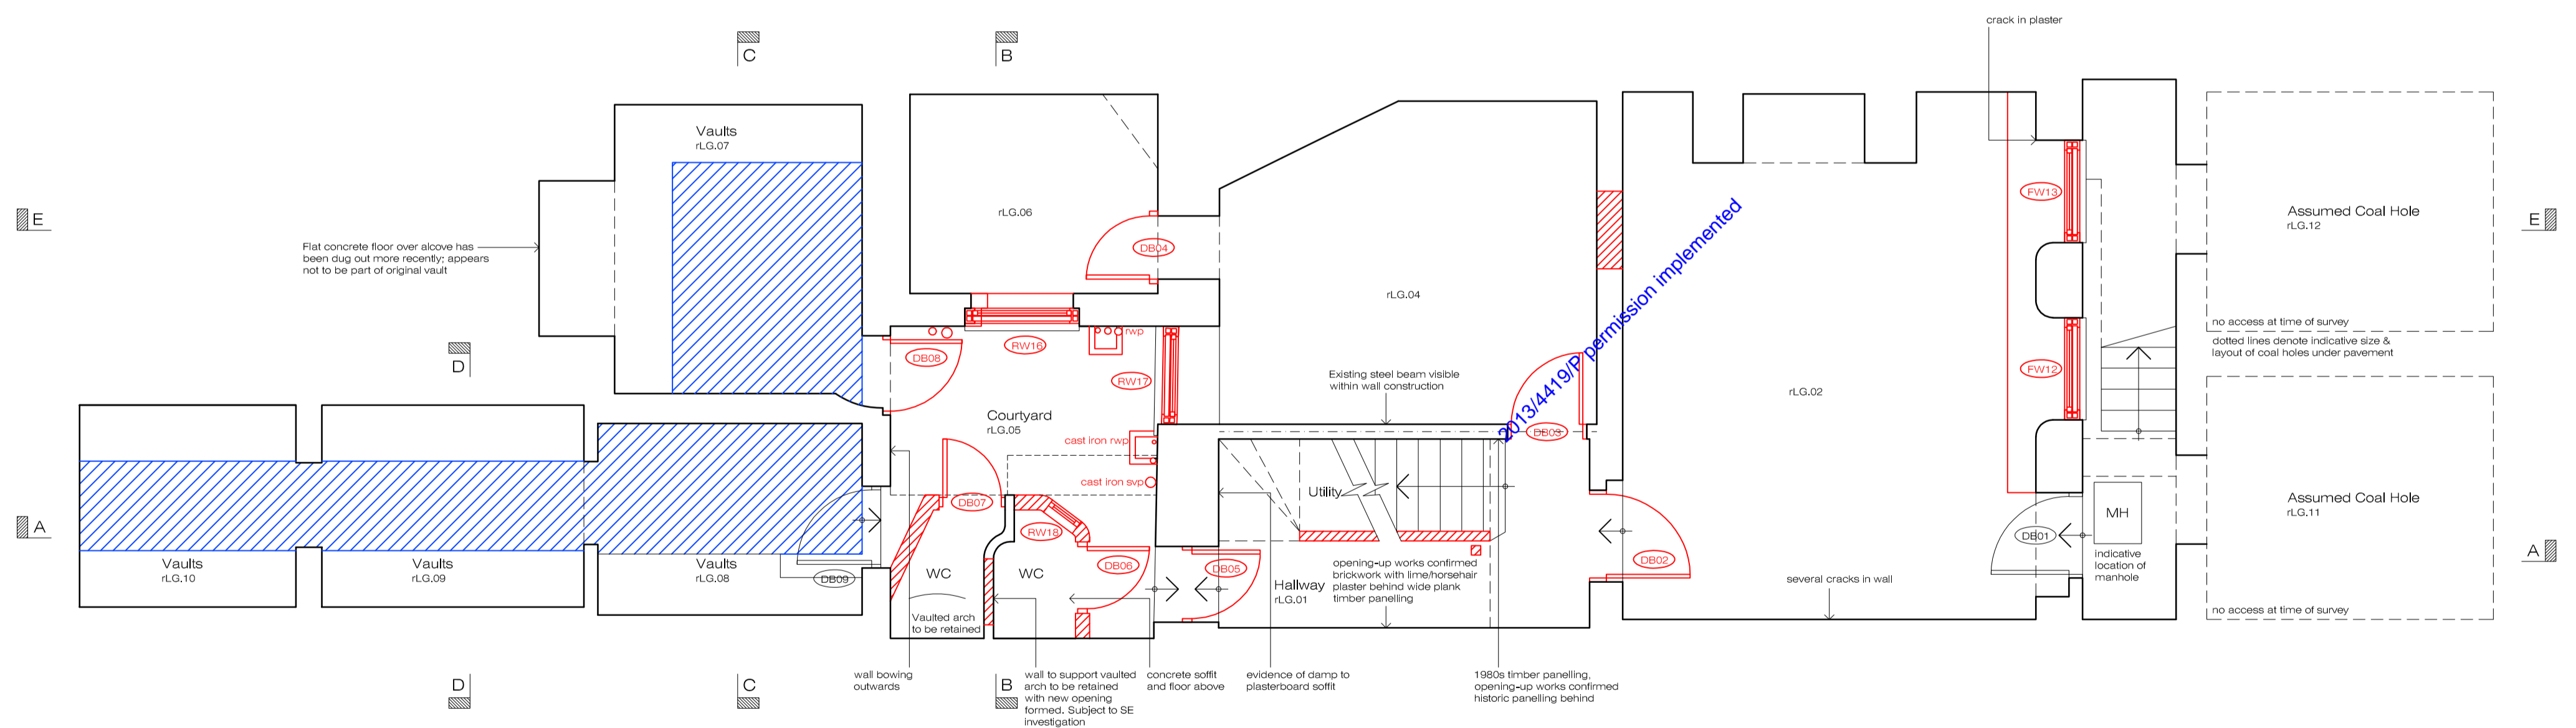 crack in plaster
C
B
Vaults
rLG.07
E
rLG.06
FW13
Assumed Coal Hole
rLG.12
E
Flat concrete floor over alcove has
been dug out more recently; appears
not to be part of original vault
DB04
rLG.04
2013/4419/P permission implemented
no access at time of survey
dotted lines denote indicative size &
layout of coal holes under pavement
D
DB08
RW16
rwp
RW17
Existing steel beam visible
within wall construction
FW12
rLG.02
Courtyard
rLG.05
cast iron rwp
DB03
cast iron svp
Utility
DB07
Assumed Coal Hole
rLG.11
A
RW18
MH
DB01
A
Vaults
rLG.10
Vaults
rLG.09
Vaults
rLG.08
DB09
WC
WC
DB06
DB05
Hallway
rLG.01
opening-up works confirmed
brickwork with lime/horsehair
plaster behind wide plank
timber panelling
DB02
several cracks in wall
indicative
location of
manhole
no access at time of survey
Vaulted arch
to be retained
D
C
B
wall bowing
outwards
wall to support vaulted
arch to be retained
with new opening
formed. Subject to SE
investigation
concrete soffit
and floor above
evidence of damp to
plasterboard soffit
1980s timber panelling,
opening-up works confirmed
historic panelling behind